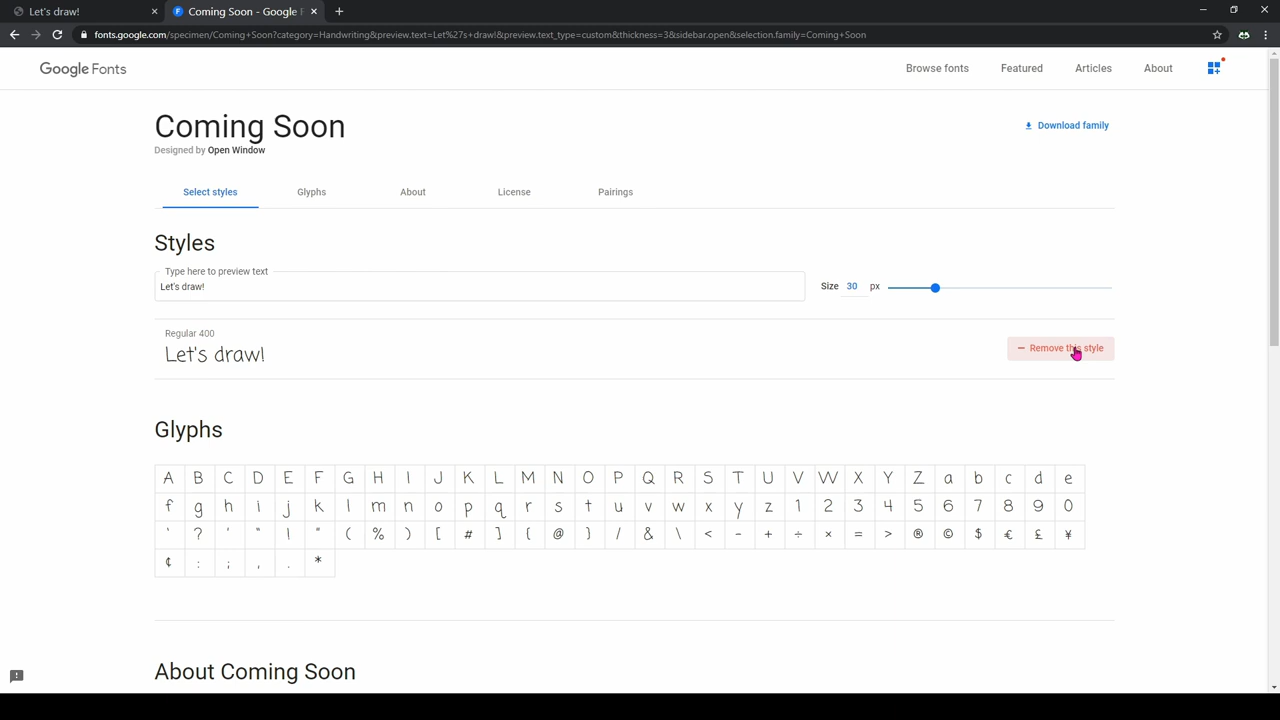 Let's draw!
Coming Soon - Google F
fonts.google.com/specimen/Coming+Soon?category=Handwriting&preview.text=Let%27s+draw!&preview.text_type=custom&thickness=3&sidebar.open&selection.family=Coming+Soon
Google Fonts
Browse fonts
Featured
Articles
About
Coming Soon
Designed by Open Window
Download family
Select styles
Glyphs
About
License
Pairings
Styles
Type here to preview text
Let's draw!
Size 30 px
Regular 400
Let's draw!
Remove this style
Glyphs
A B C D E F G H I J K L M N O P Q R S T U V W X Y Z a b c d e
f g h i j k l m n o p q r s t u v w x y z 1 2 3 4 5 6 7 8 9 0
‘ ? ’ “ ! ” ( % ) [ # ] { @ } / & \ < - + ÷ × = > ® © $ € £ ¥
¢ : ; , . *
About Coming Soon